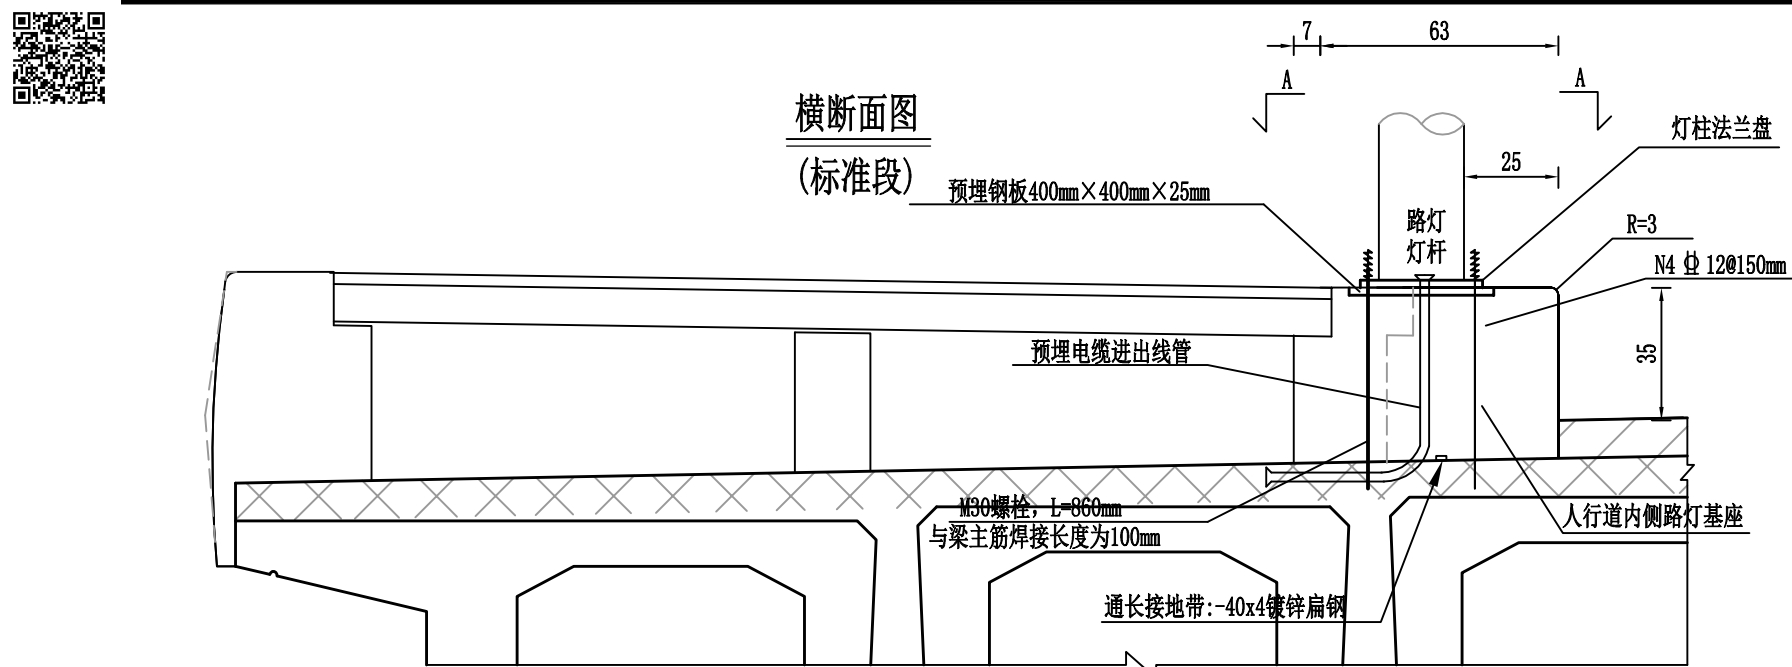 7
63
A
A
横断面图
(标准段)
灯柱法兰盘
25
预埋钢板400mm×400mm×25mm
路灯
灯杆
R=3
N4 ⏀ 12@150mm
预埋电缆进出线管
35
M30螺栓，L=860mm
与梁主筋焊接长度为100mm
人行道内侧路灯基座
通长接地带:-40x4镀锌扁钢